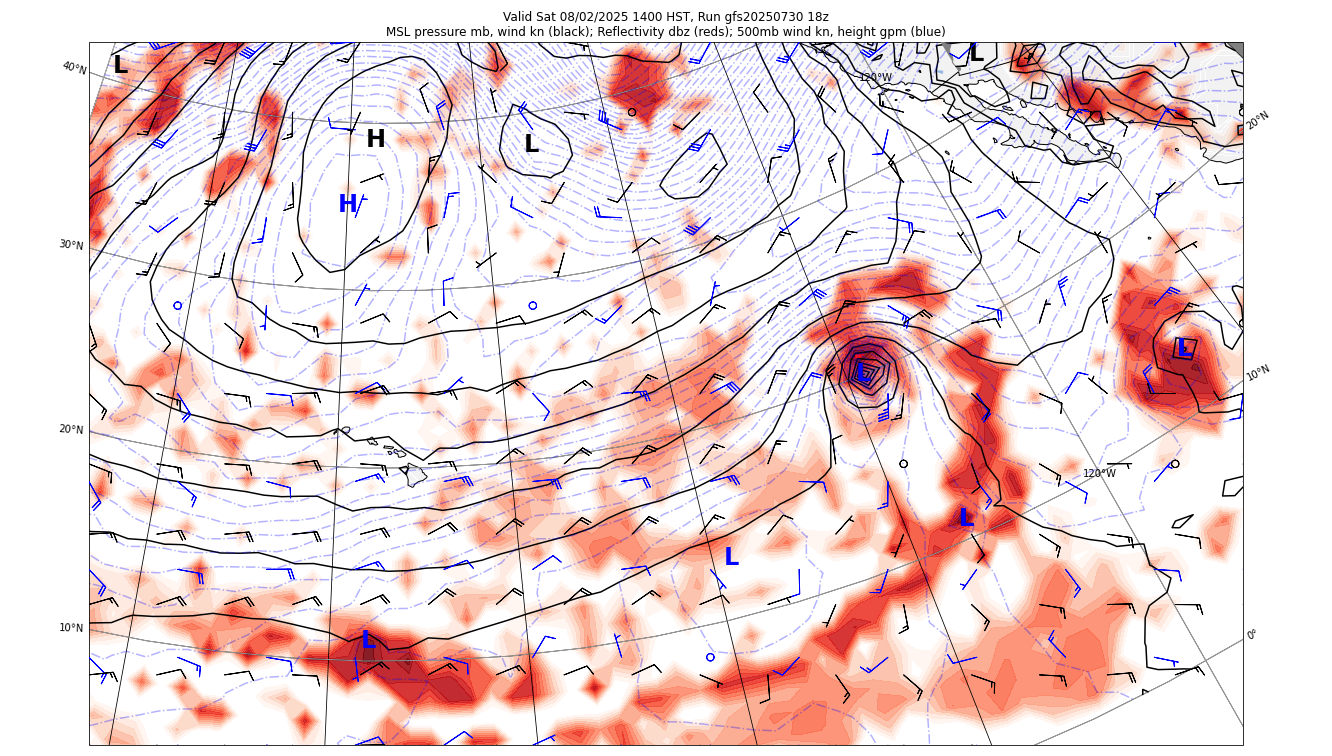 Valid Sat 08/02/2025 1400 HST, Run gfs20250730 18z
MSL pressure mb, wind kn (black); Reflectivity dbz (reds); 500mb wind kn, height gpm (blue)
L
L
40°N
120°W
20°N
H
L
H
30°N
L
L
10°N
20°N
120°W
L
L
10°N
L
0°